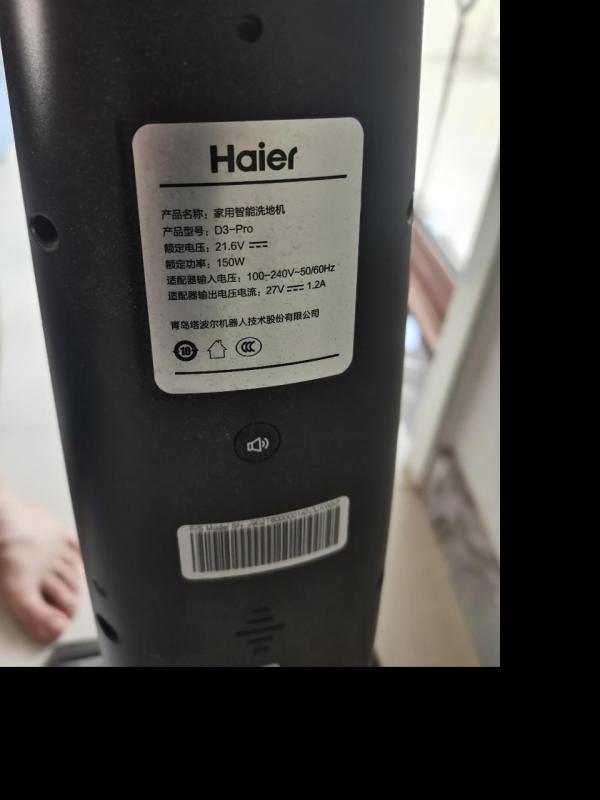 Haier
产品名称：家用智能洗地机
产品型号：D3-Pro
额定电压：21.6V
额定功率：150W
适配器输入电压：100-240V~50/60Hz
适配器输出电压电流：27V 1.2A
青岛塔波尔机器人技术股份有限公司
10 CCC